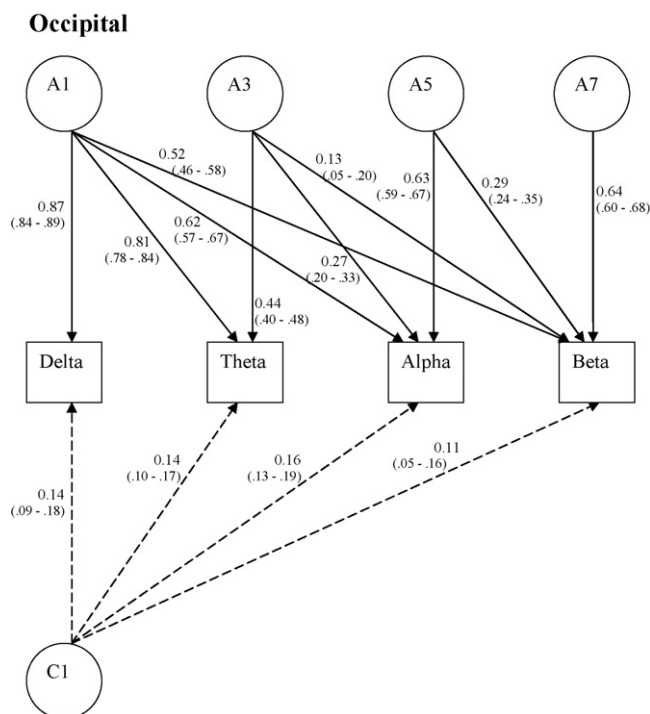 Occipital
A1
A3
A5
A7
0.52
(.46 - .58)
0.13
(.05 - .20)
0.63
(.59 - .67)
0.29
(.24 - .35)
0.64
(.60 - .68)
0.87
(.84 - .89)
0.62
(.57 - .67)
0.81
(.78 - .84)
0.27
(.20 - .33)
0.44
(.40 - .48)
Delta
Theta
Alpha
Beta
0.14
(.10 - .17)
0.16
(.13 - .19)
0.11
(.05 - .16)
0.14
(.09 - .18)
C1